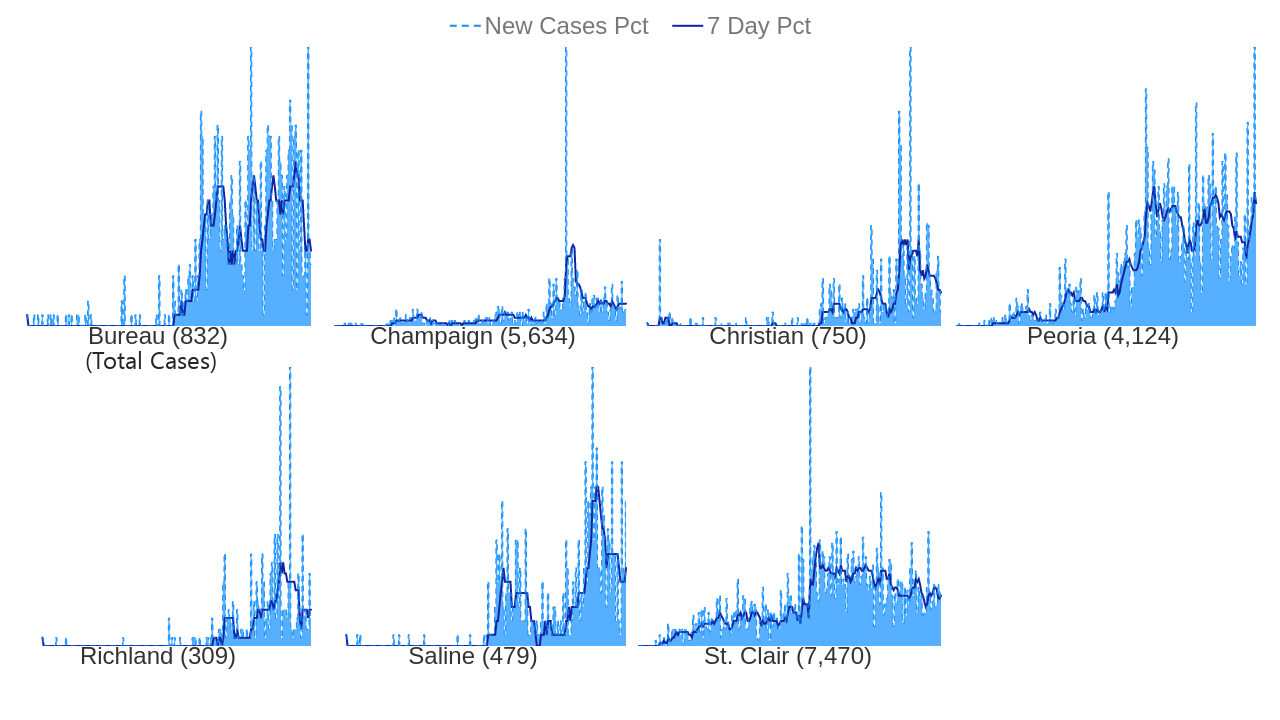 New Cases Pct 7 Day Pct
Bureau (832) Champaign (5,634) Christian (750) Peoria (4,124)
(Total Cases)
Richland (309) Saline (479) St. Clair (7,470)